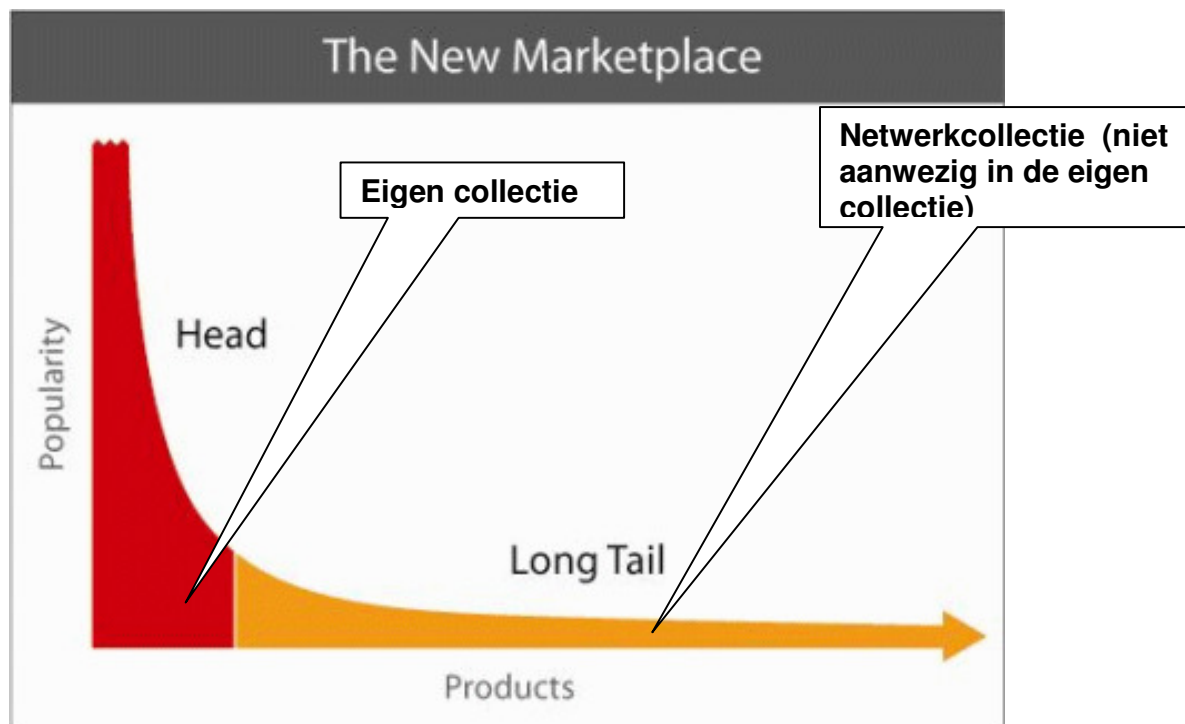 The New Marketplace
Netwerkcollectie (niet
aanwezig in de eigen
collectie)
Eigen collectie
Head
Popularity
Long Tail
Products